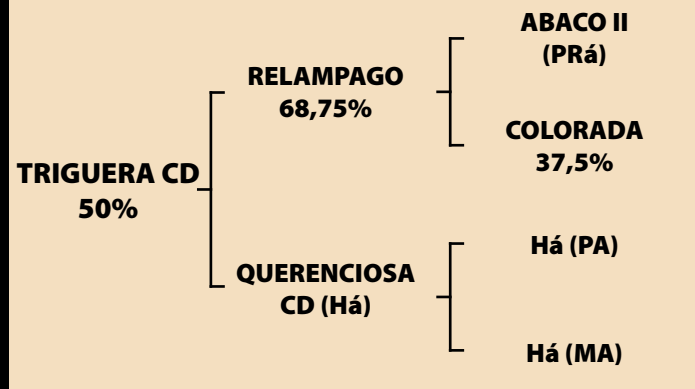 TRIGUERA CD
50%
RELAMPAGO
68,75%
QUERENCIOSA
CD (Há)
ABACO II
(PRá)
COLORADA
37,5%
Há (PA)
Há (MA)